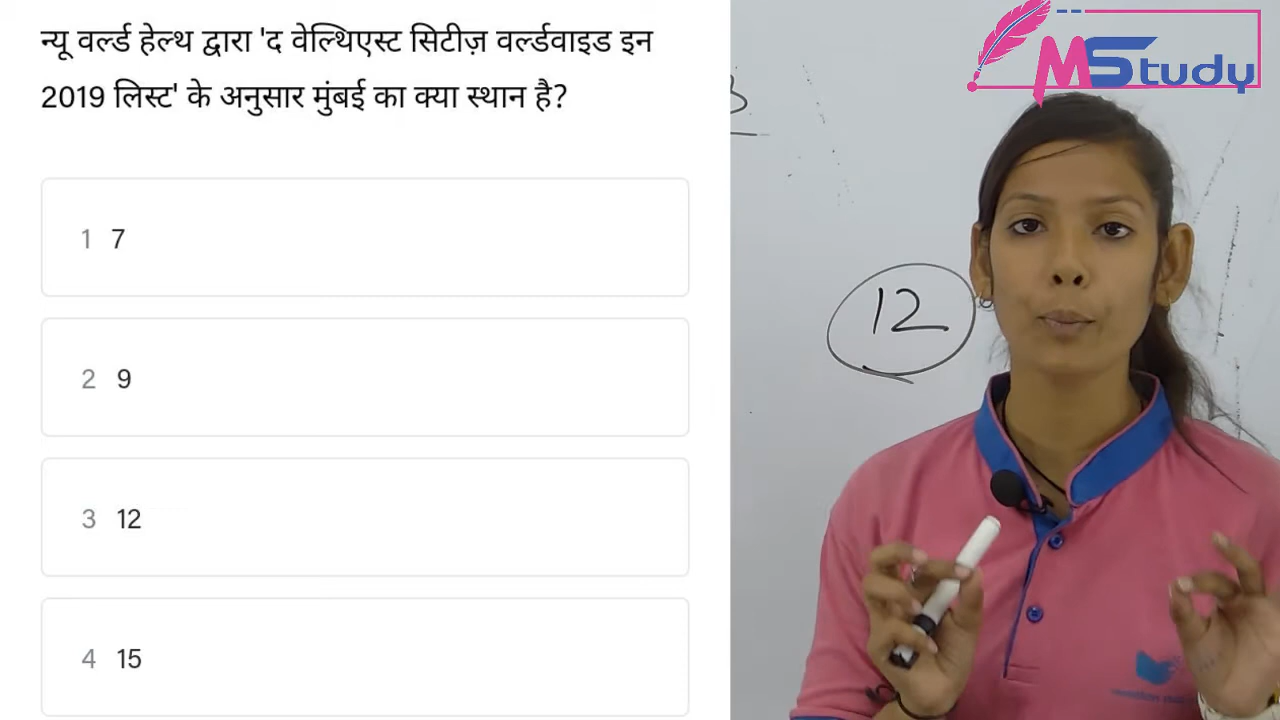 न्यू वर्ल्ड हेल्थ द्वारा 'द वेल्थिएस्ट सिटीज़ वर्ल्डवाइड इन
2019 लिस्ट' के अनुसार मुंबई का क्या स्थान है?
1 7
2 9
3 12
4 15
MStudy
12